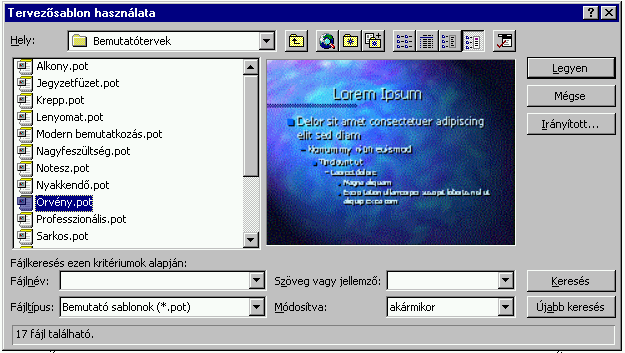 Tervezősablon használata
Hely: Bemutatótervek
Alkony.pot
Jegyzetfüzet.pot
Krepp.pot
Lenyomat.pot
Modern bemutatkozás.pot
Nagyfeszültség.pot
Notesz.pot
Nyakkendő.pot
Örvény.pot
Professzionális.pot
Sarkos.pot
Lorem Ipsum
Delor sit amet consectetuer adipiscing
elit sed diam
Nonummy nibh euismod
Tincidunt ut
Laoreet dolore
Magna aliquam
Legyen
Mégse
Irányított...
Fájlkeresés ezen kritériumok alapján:
Fájlnév:
Szöveg vagy jellemző:
Keresés
Fájltípus: Bemutató sablonok (*.pot)
Módosítva: akármikor
Újabb keresés
17 fájl található.